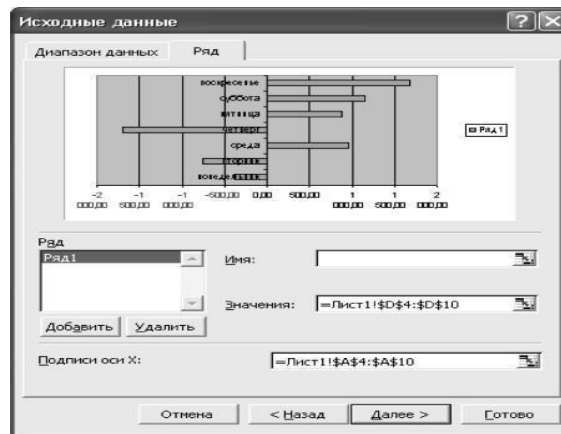 Исходные данные
Диапазон данных
Ряд
воскресенье
суббота
пятница
четверг
среда
вторник
понедельник
Ряд1
-2 000,00
-1 500,00
-1 000,00
-500,00
0,00
500,00
1 000,00
1 500,00
2 000,00
Ряд
Ряд1
Имя:
Значения:
=Лист1!$D$4:$D$10
Добавить
Удалить
Подписи оси X:
=Лист1!$A$4:$A$10
Отмена
< Назад
Далее >
Готово